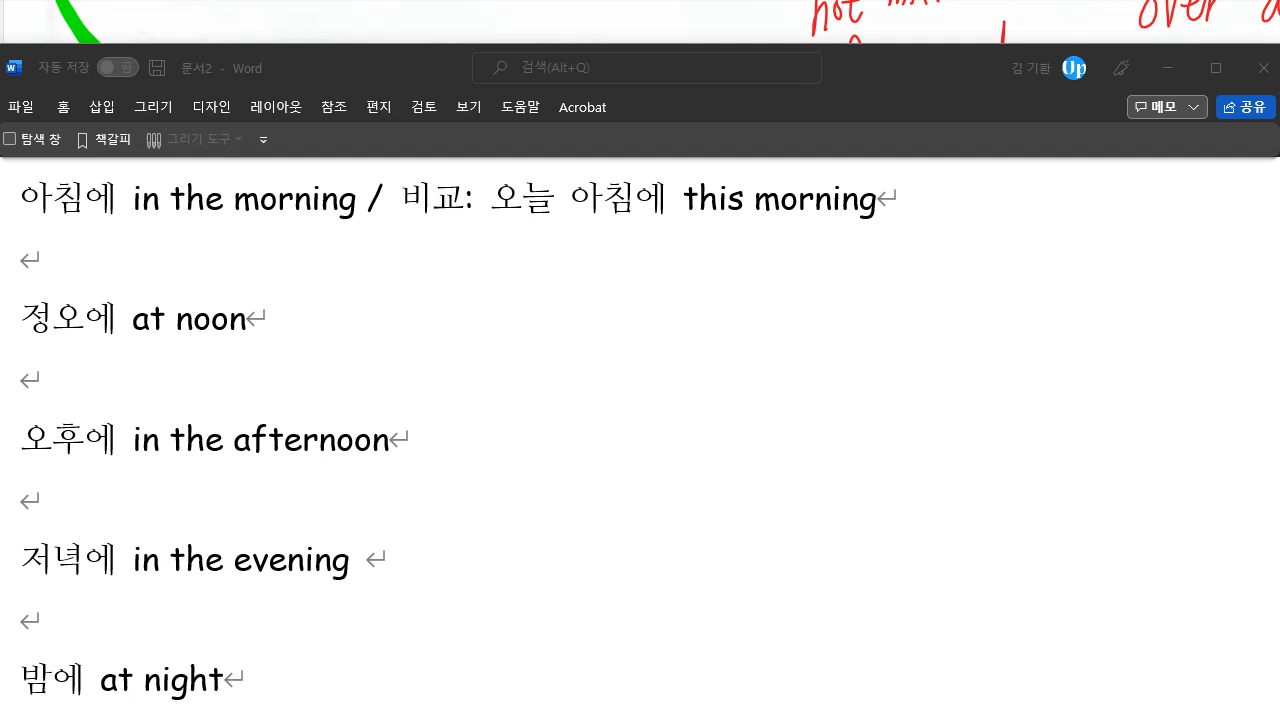 not
over
자동 저장 끔 문서2 - Word 검색(Alt+Q) 김 기환 Up
파일 홈 삽입 그리기 디자인 레이아웃 참조 편지 검토 보기 도움말 Acrobat 메모 공유
탐색 창 책갈피 그리기 도구
아침에 in the morning / 비교: 오늘 아침에 this morning
정오에 at noon
오후에 in the afternoon
저녁에 in the evening
밤에 at night